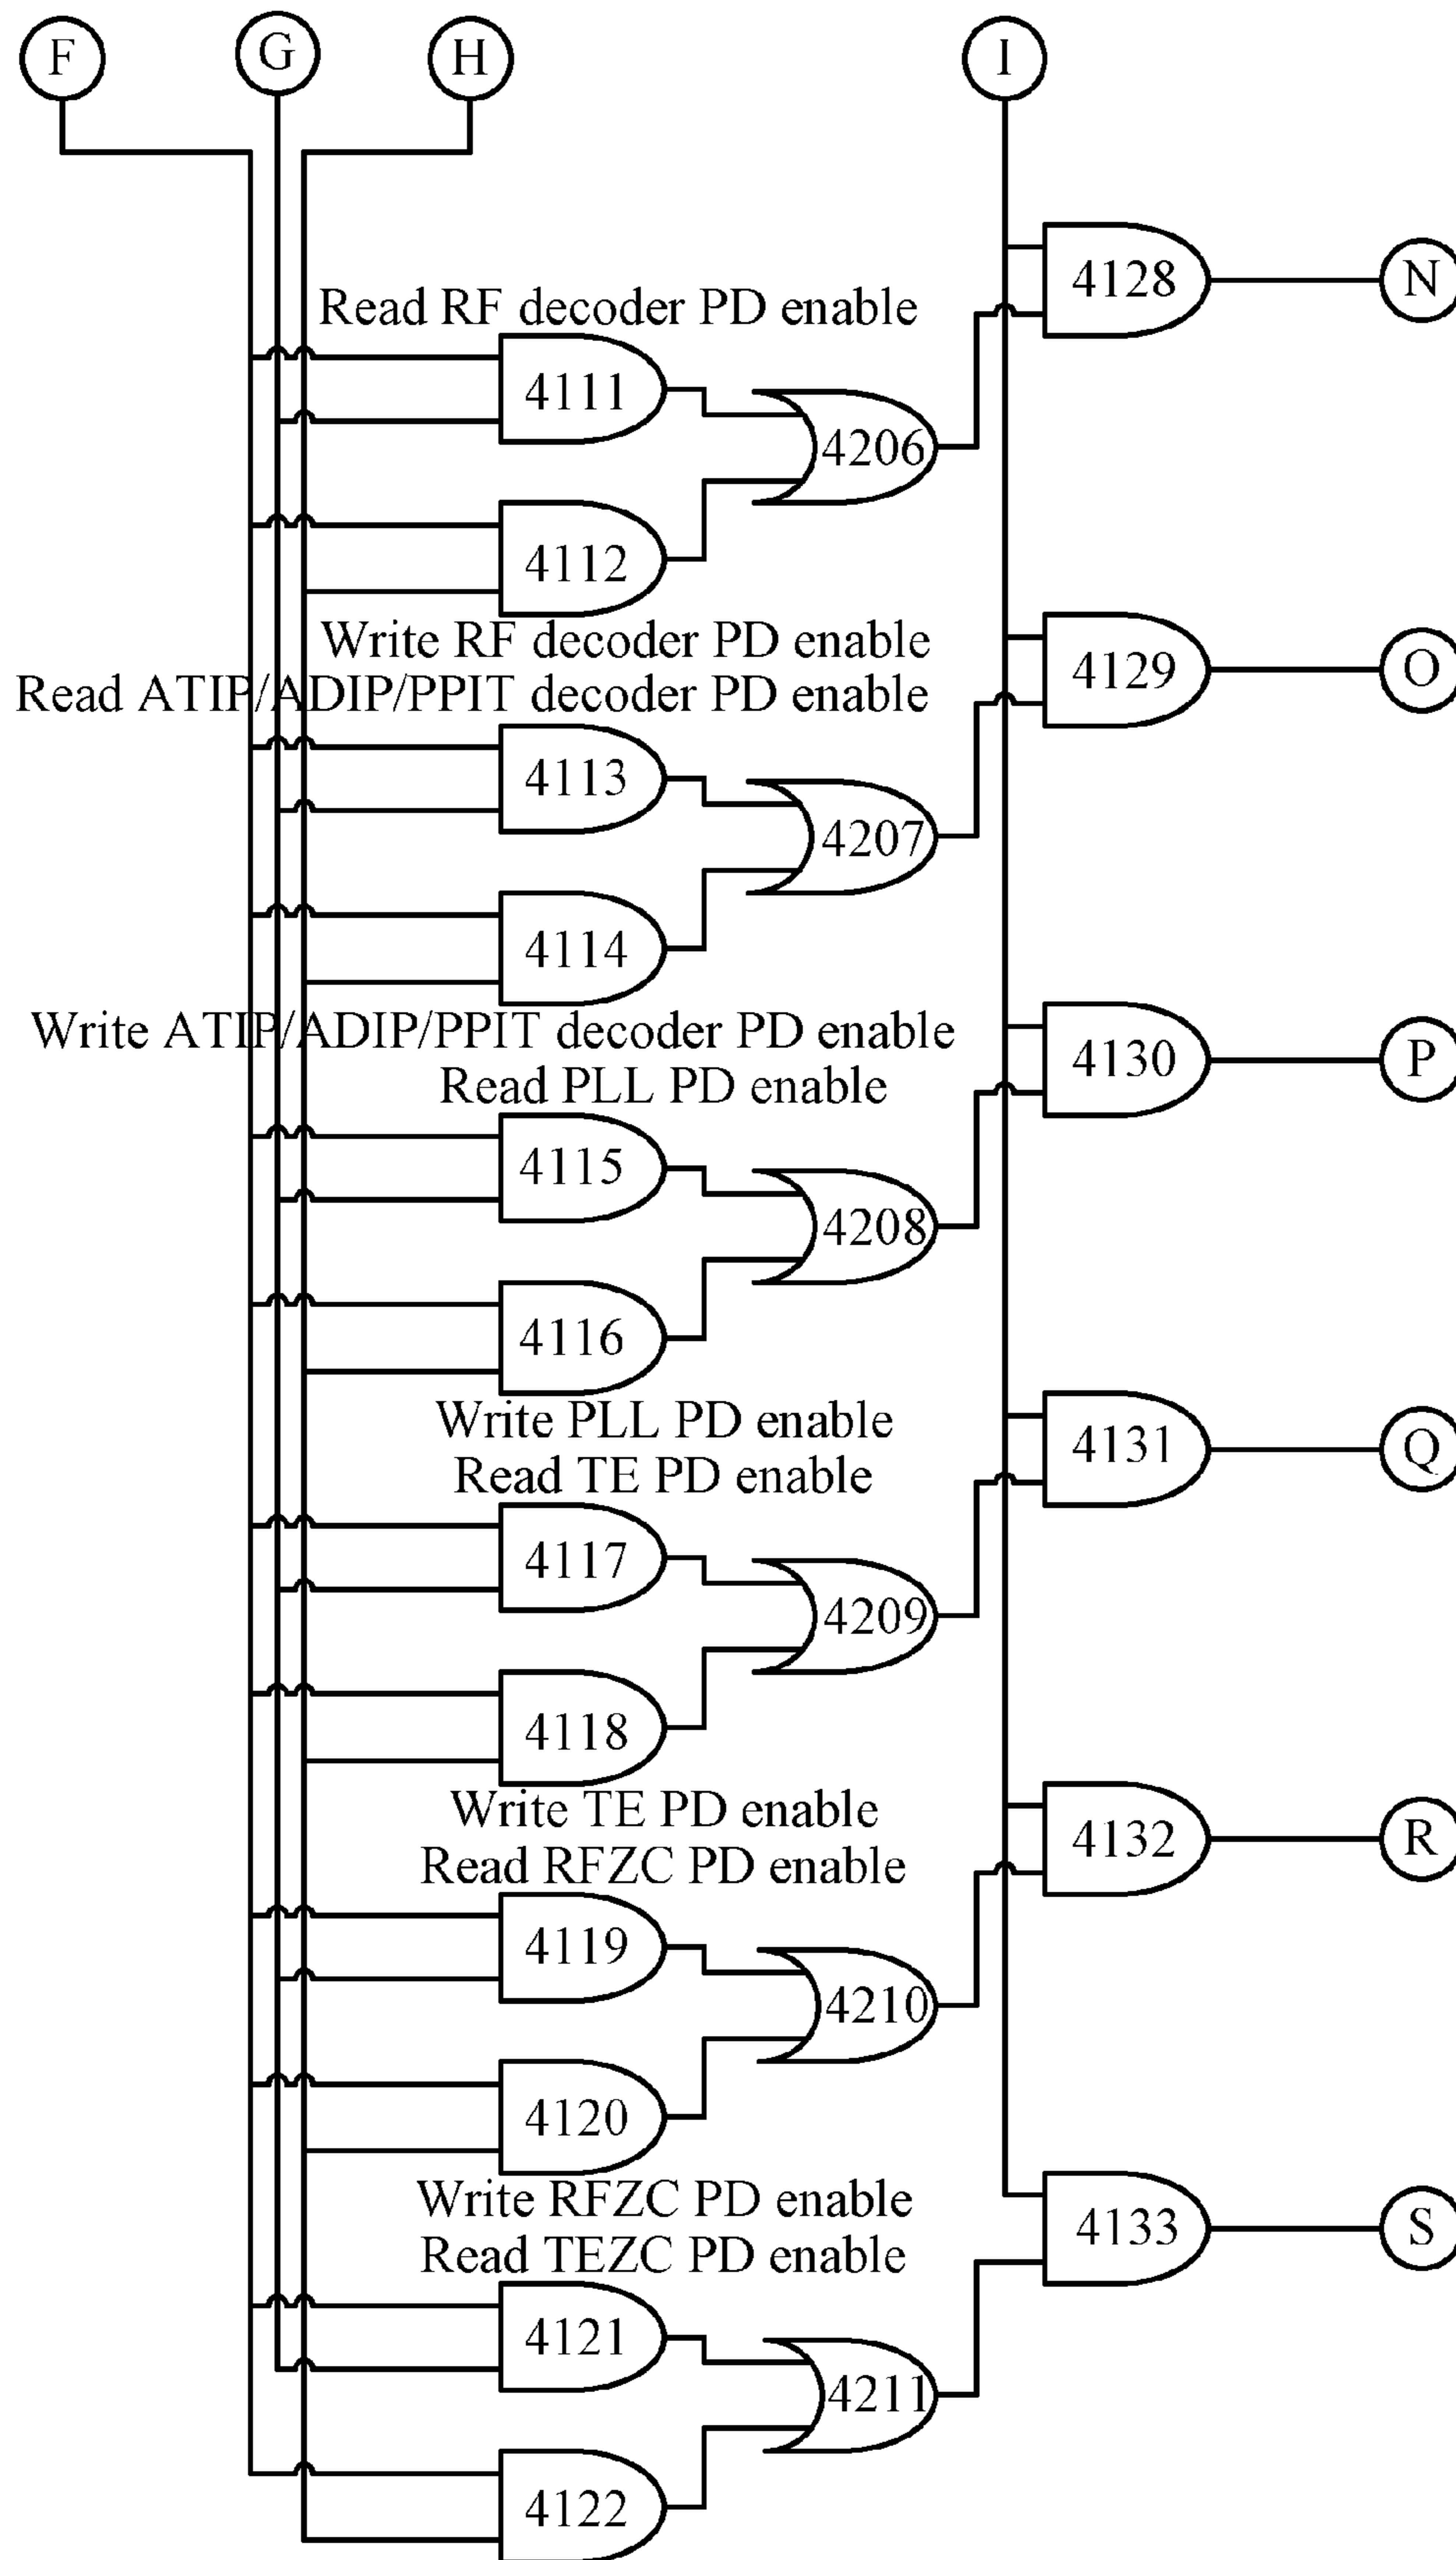 F G H I
4128 N
Read RF decoder PD enable
4111
4206
4112
Write RF decoder PD enable
4129 O
Read ATIP/ADIP/PPIT decoder PD enable
4113
4207
4114
Write ATIP/ADIP/PPIT decoder PD enable
4130 P
Read PLL PD enable
4115
4208
4116
Write PLL PD enable
4131 Q
Read TE PD enable
4117
4209
4118
Write TE PD enable
4132 R
Read RFZC PD enable
4119
4210
4120
Write RFZC PD enable
4133 S
Read TEZC PD enable
4121
4211
4122